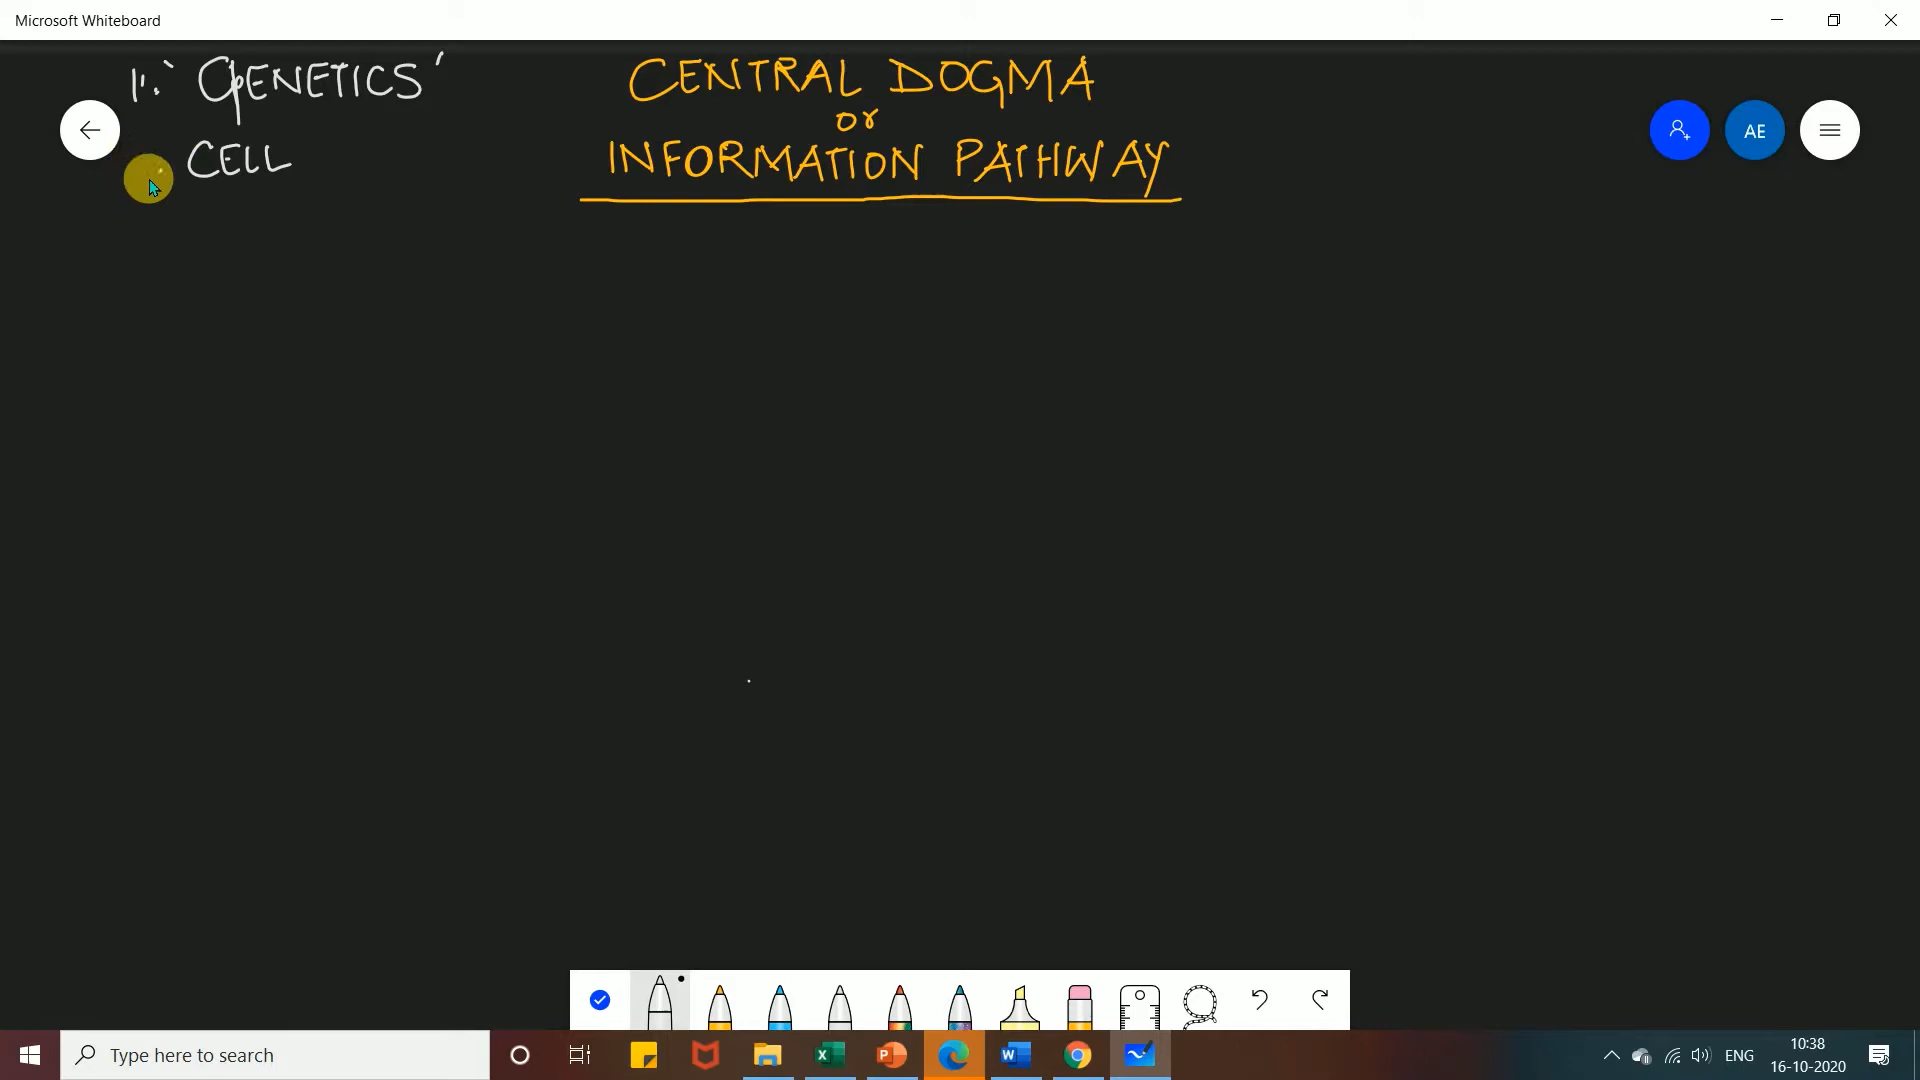 Microsoft Whiteboard
1. 'GENETICS'
CELL
CENTRAL DOGMA
or
INFORMATION PATHWAY
AE
Type here to search
ENG
10:38
16-10-2020